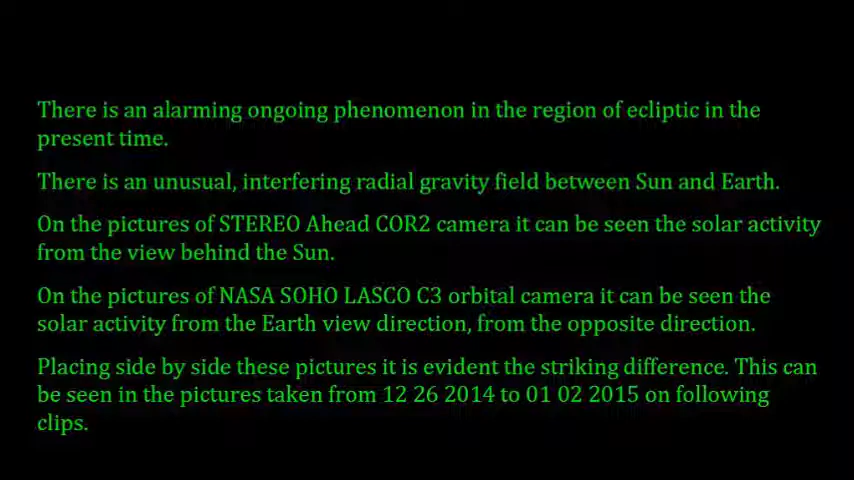 There is an alarming ongoing phenomenon in the region of ecliptic in the
present time.
There is an unusual, interfering radial gravity field between Sun and Earth.
On the pictures of STEREO Ahead COR2 camera it can be seen the solar activity
from the view behind the Sun.
On the pictures of NASA SOHO LASCO C3 orbital camera it can be seen the
solar activity from the Earth view direction, from the opposite direction.
Placing side by side these pictures it is evident the striking difference. This can
be seen in the pictures taken from 12 26 2014 to 01 02 2015 on following
clips.